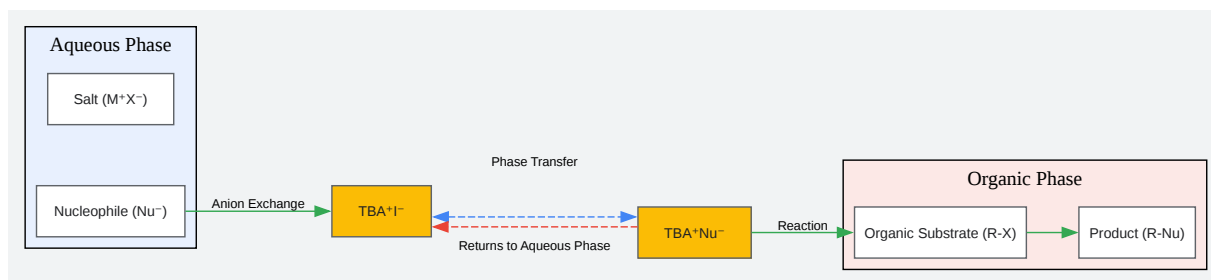 Aqueous Phase
Salt (M⁺X⁻)
Nucleophile (Nu⁻)
Anion Exchange
TBA⁺I⁻
Phase Transfer
Returns to Aqueous Phase
TBA⁺Nu⁻
Reaction
Organic Phase
Organic Substrate (R-X)
Product (R-Nu)